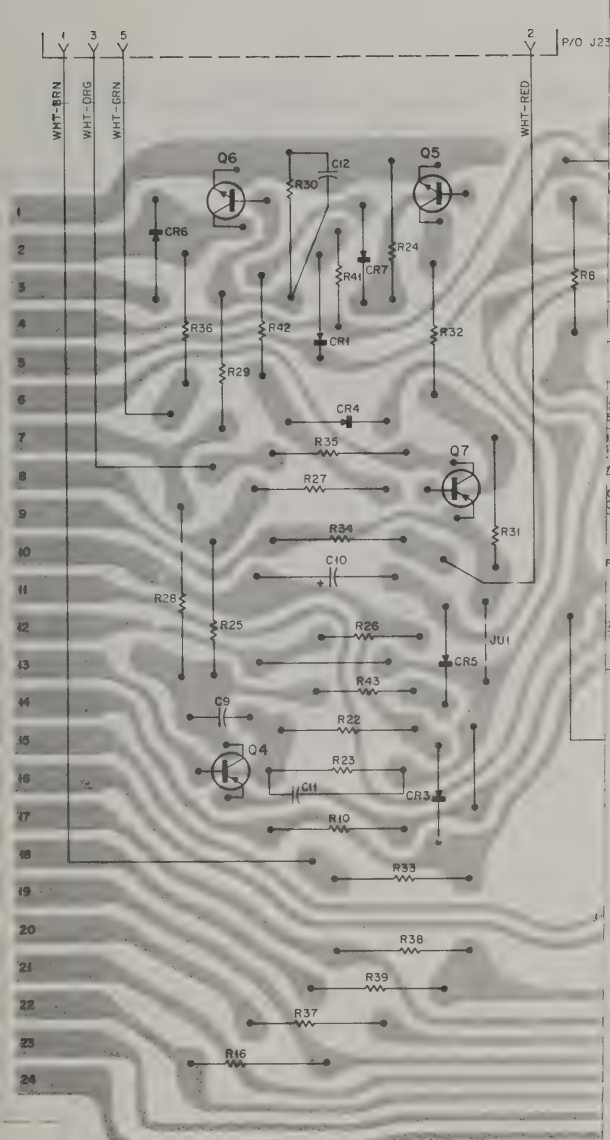 1 3 5 2 P/O J23
WHT-BRN
WHT-ORG
WHT-GRN
WHT-RED
Q6 C12 Q5
R30
1
CR6
2 R41 CR7 R24
3 R8
4 R36 R42 CR1 R32
5 R29
6 CR4
7 R35 Q7
8 R27
9 R34 R31
10 C10
+
11 R28
12 R25 R26 JU1
13 CR5
14 R43
C9
15 R22
Q4
16 R23
C11 CR3
17 R10
18
R33
19
20
R38
21
R39
22
R37
23
R16
24